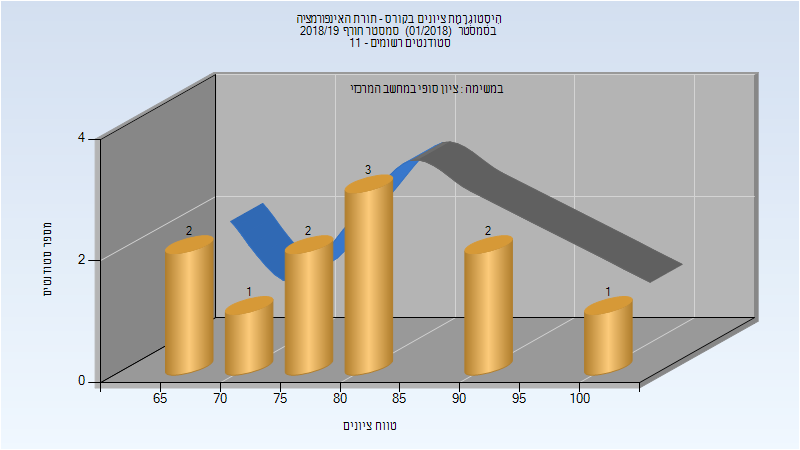 היסטוגרמת ציונים בקורס - תורת האינפורמציה
בסמסטר (01/2018) סמסטר חורף 2018/19
סטודנטים רשומים - 11
במשימה : ציון סופי במחשב המרכזי
4
2
0
מספר סטודנטים
2
1
2
3
2
1
65 70 75 80 85 90 95 100
טווח ציונים